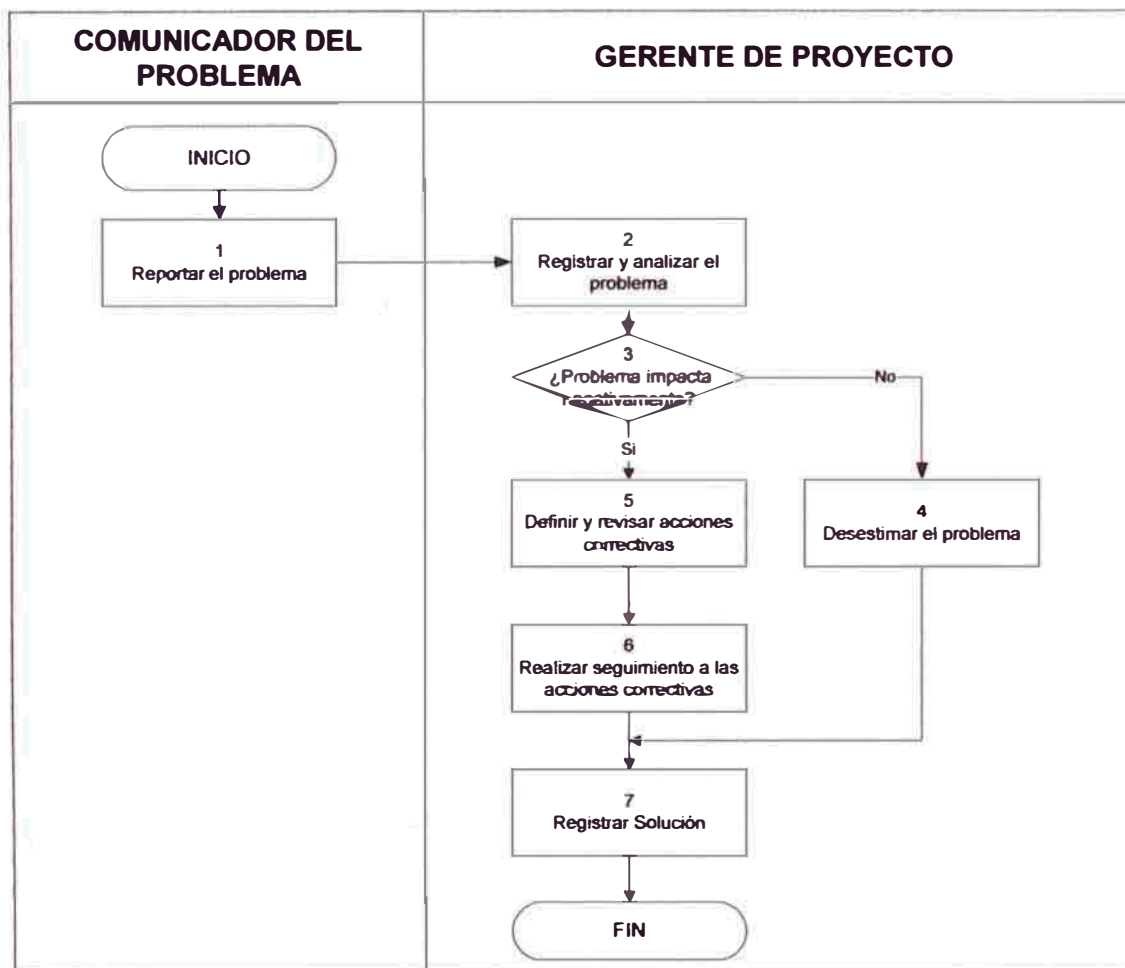 COMUNICADOR DEL
PROBLEMA
GERENTE DE PROYECTO
INICIO
1
Reportar el problema
2
Registrar y analizar el
problema
3
¿Problema impacta
negativamente?
No
Si
5
Definir y revisar acciones
correctivas
4
Desestimar el problema
6
Realizar seguimiento a las
acciones correctivas
7
Registrar Solución
FIN